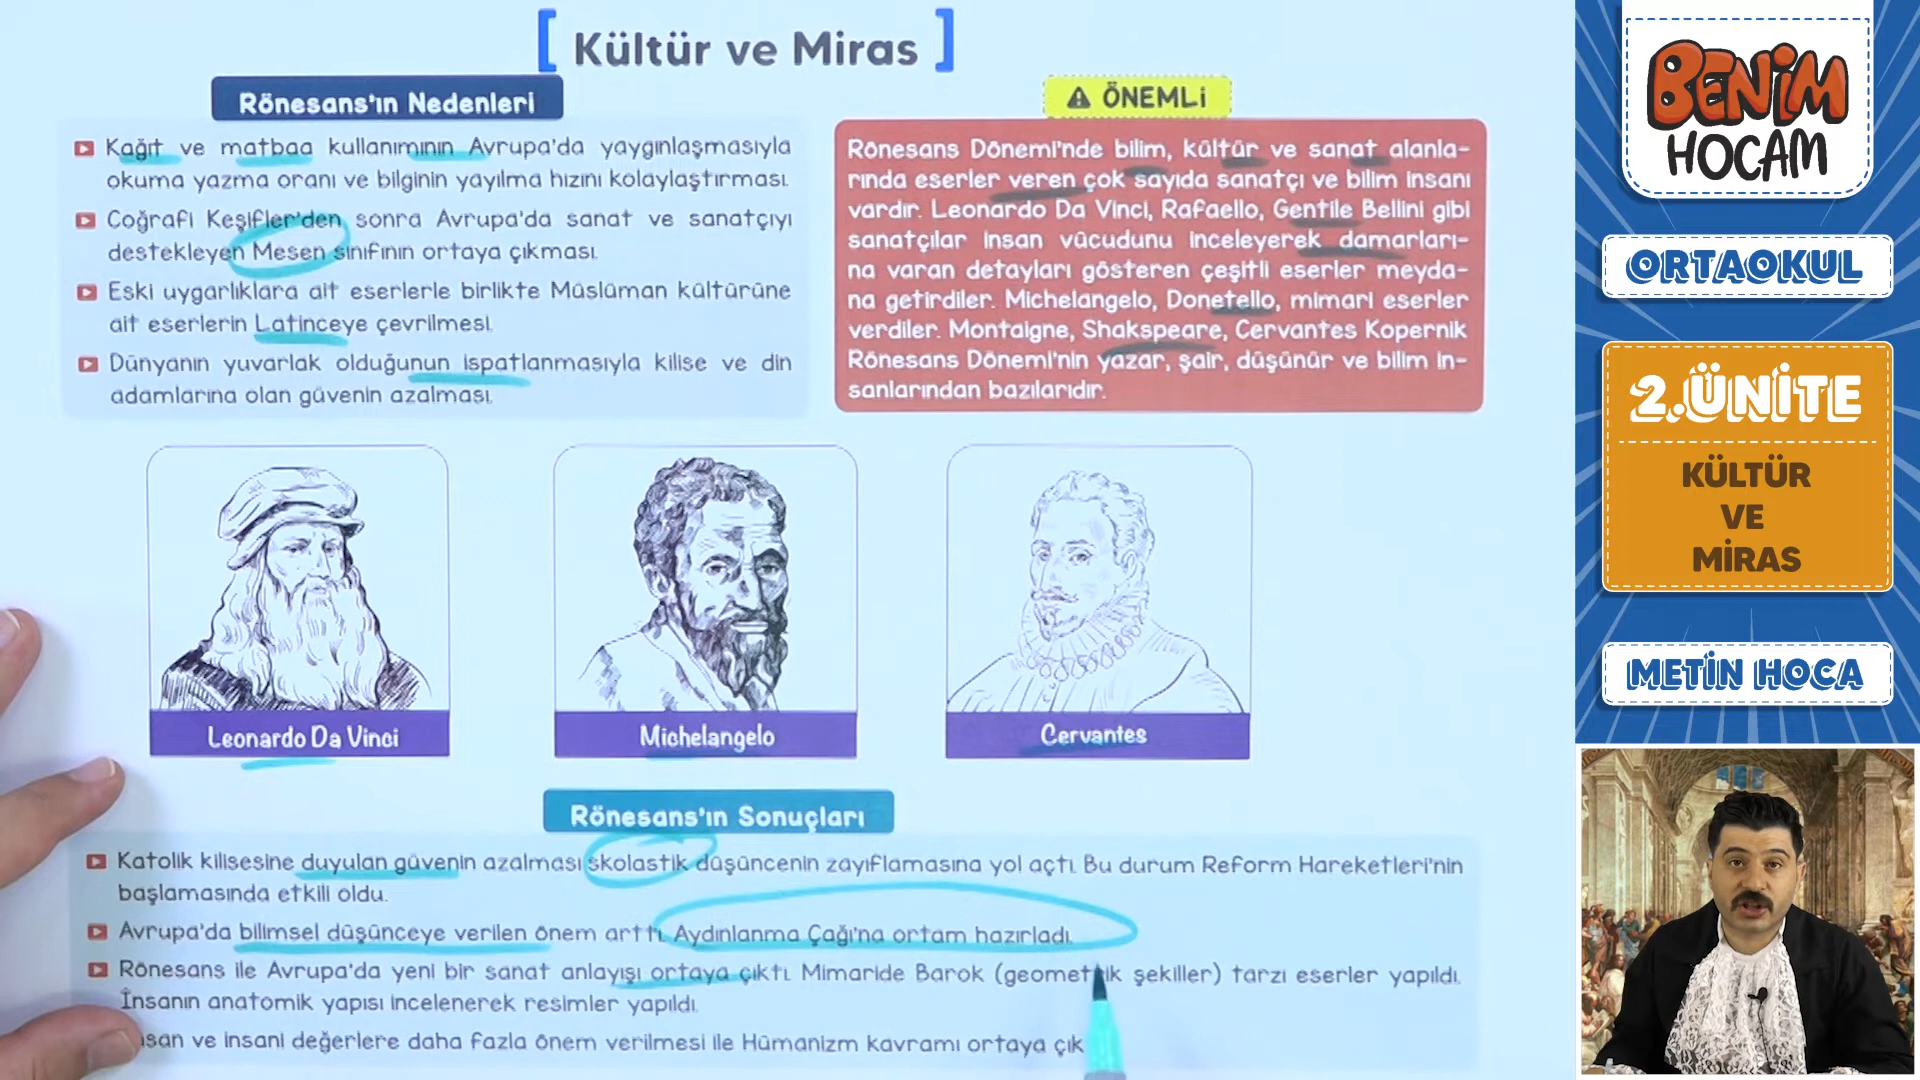 [ Kültür ve Miras ]
Rönesans'ın Nedenleri
Kağıt ve matbaa kullanımının Avrupa'da yaygınlaşmasıyla
okuma yazma oranı ve bilginin yayılma hızını kolaylaştırması.
Coğrafi Keşifler'den sonra Avrupa'da sanat ve sanatçıyı
destekleyen Mesen sınıfının ortaya çıkması.
Eski uygarlıklara ait eserlerle birlikte Müslüman kültürüne
ait eserlerin Latinceye çevrilmesi.
Dünyanın yuvarlak olduğunun ispatlanmasıyla kilise ve din
adamlarına olan güvenin azalması.
ÖNEMLİ
Rönesans Dönemi'nde bilim, kültür ve sanat alanla-
rında eserler veren çok sayıda sanatçı ve bilim insanı
vardır. Leonardo Da Vinci, Rafaello, Gentile Bellini gibi
sanatçılar insan vücudunu inceleyerek damarları-
na varan detayları gösteren çeşitli eserler meyda-
na getirdiler. Michelangelo, Donetello, mimari eserler
verdiler. Montaigne, Shakspeare, Cervantes Kopernik
Rönesans Dönemi'nin yazar, şair, düşünür ve bilim in-
sanlarından bazılarıdır.
Leonardo Da Vinci
Michelangelo
Cervantes
Rönesans'ın Sonuçları
Katolik kilisesine duyulan güvenin azalması skolastik düşüncenin zayıflamasına yol açtı. Bu durum Reform Hareketleri'nin
başlamasında etkili oldu.
Avrupa'da bilimsel düşünceye verilen önem arttı. Aydınlanma Çağı'na ortam hazırladı.
Rönesans ile Avrupa'da yeni bir sanat anlayışı ortaya çıktı. Mimaride Barok (geometrik şekiller) tarzı eserler yapıldı.
İnsanın anatomik yapısı incelenerek resimler yapıldı.
nsan ve insani değerlere daha fazla önem verilmesi ile Hümanizm kavramı ortaya çık
BENİM
HOCAM
ORTAOKUL
2.ÜNİTE
KÜLTÜR
VE
MİRAS
METİN HOCA